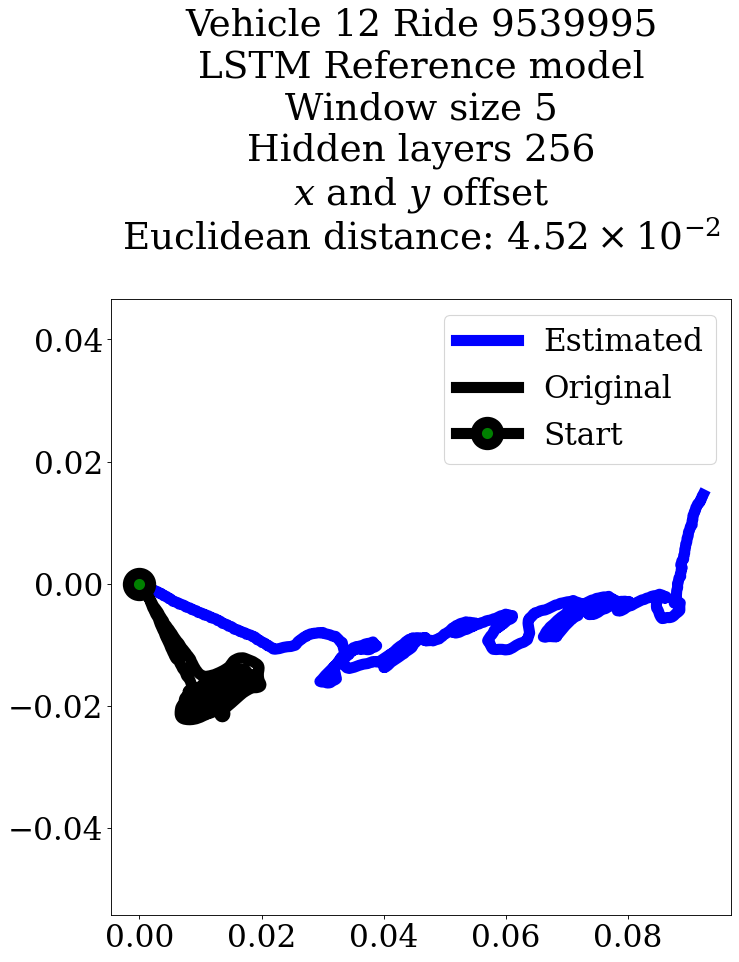 Vehicle 12 Ride 9539995
LSTM Reference model
Window size 5
Hidden layers 256
x and y offset
Euclidean distance: 4.52 × 10⁻²
Estimated
Original
Start
0.04
0.02
0.00
−0.02
−0.04
0.00 0.02 0.04 0.06 0.08